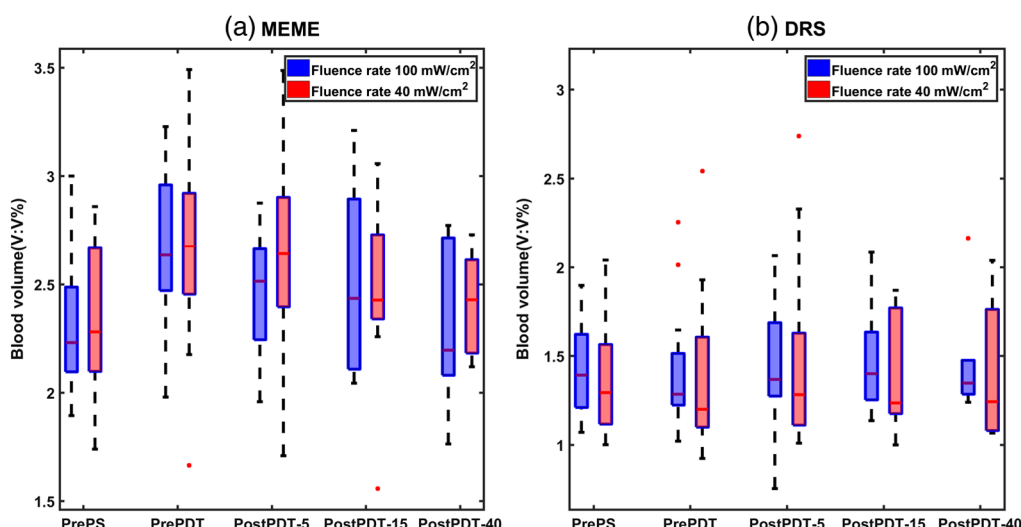 (a) MEME
Fluence rate 100 mW/cm²
Fluence rate 40 mW/cm²
Blood volume(V:V%)
3.5
3
2.5
2
1.5
PrePS PrePDT PostPDT-5 PostPDT-15 PostPDT-40
(b) DRS
Fluence rate 100 mW/cm²
Fluence rate 40 mW/cm²
Blood volume(V:V%)
3
2.5
2
1.5
1
PrePS PrePDT PostPDT-5 PostPDT-15 PostPDT-40